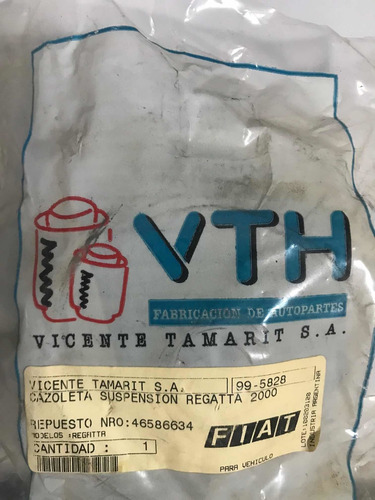 VTH
FABRICACION DE AUTOPARTES
VICENTE TAMARIT S.A.
VICENTE TAMARIT S.A. 99-5828
CAZOLETA SUSPENSION REGATTA 2000
REPUESTO NRO:46586634
MODELOS :REGATTA
CANTIDAD : 1
FIAT
PARA VEHICULO
INDUSTRIA ARGENTINA